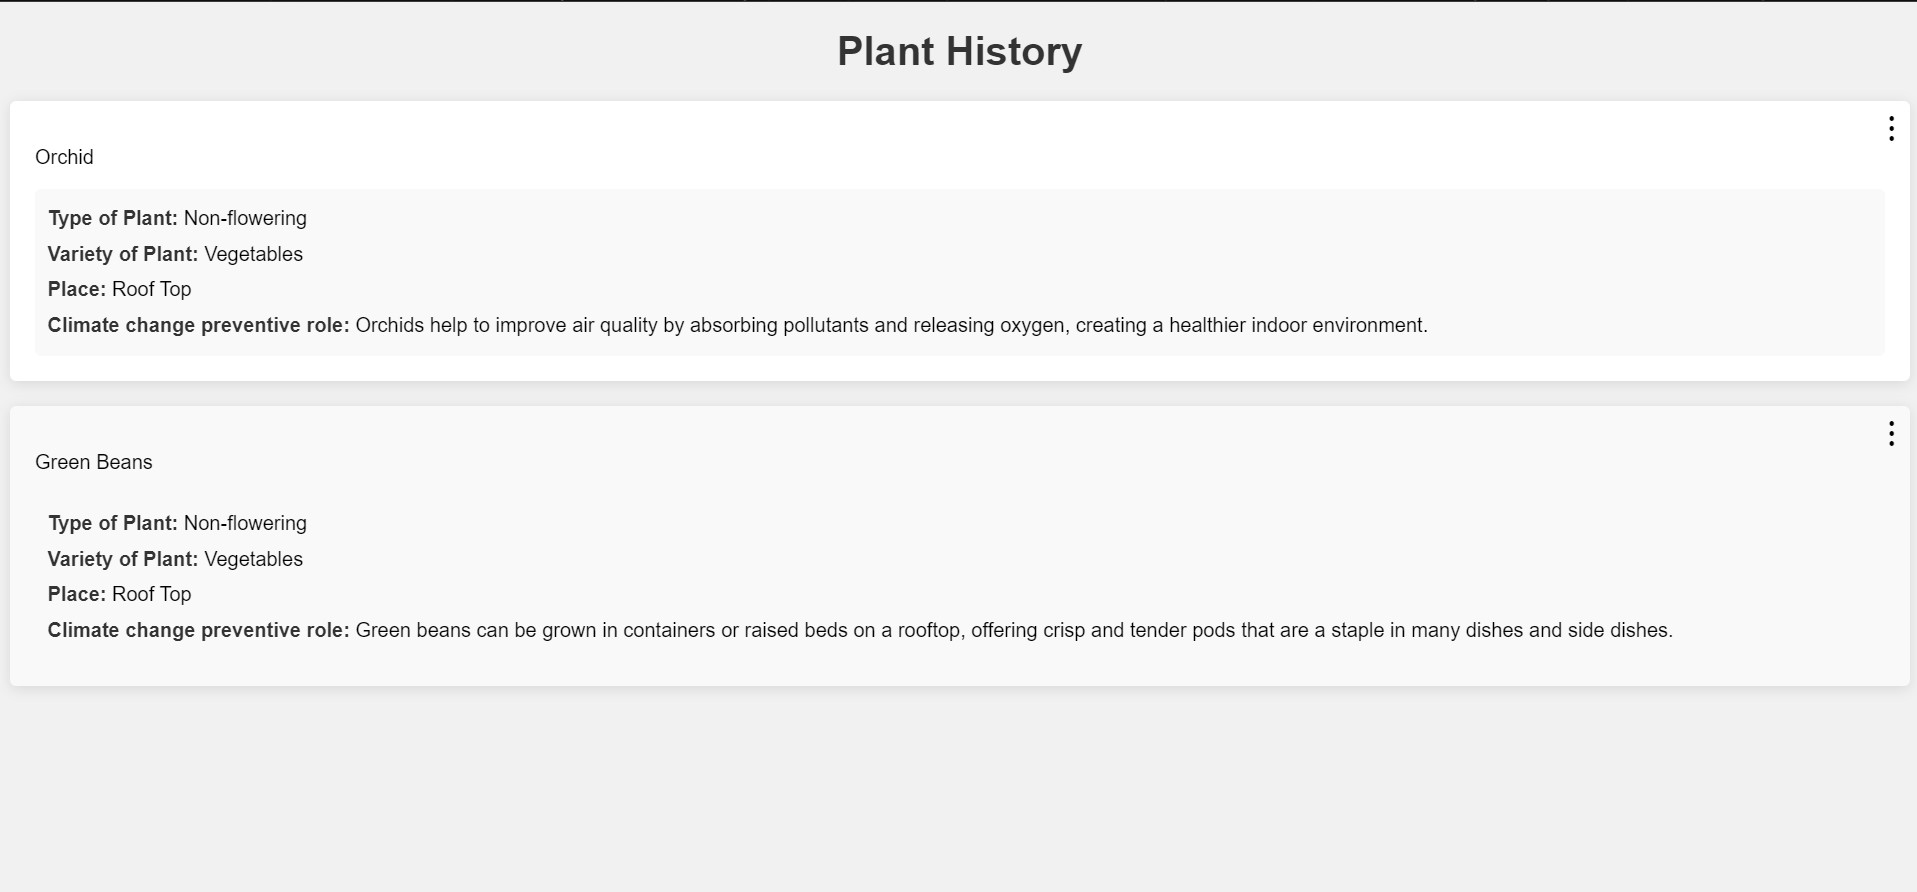 Plant History
Orchid
Type of Plant: Non-flowering
Variety of Plant: Vegetables
Place: Roof Top
Climate change preventive role: Orchids help to improve air quality by absorbing pollutants and releasing oxygen, creating a healthier indoor environment.
Green Beans
Type of Plant: Non-flowering
Variety of Plant: Vegetables
Place: Roof Top
Climate change preventive role: Green beans can be grown in containers or raised beds on a rooftop, offering crisp and tender pods that are a staple in many dishes and side dishes.